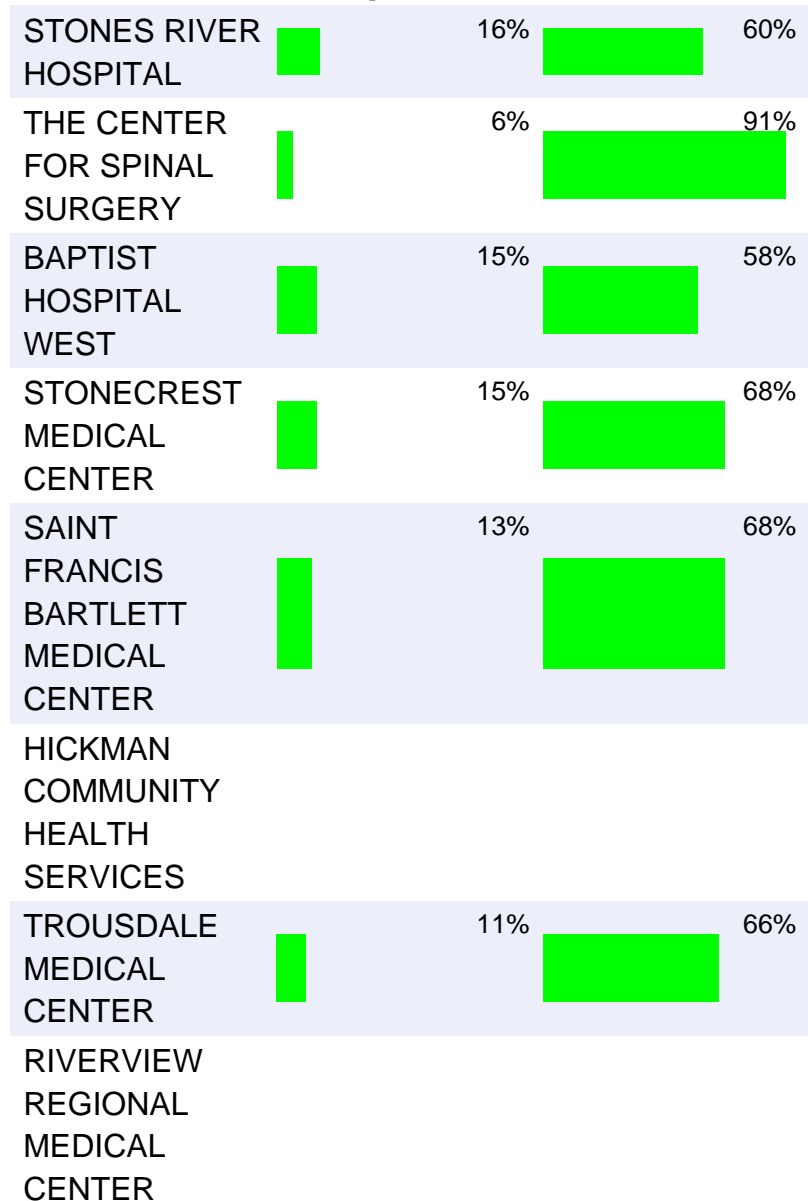 STONES RIVER 16% 60%
HOSPITAL
THE CENTER 6% 91%
FOR SPINAL
SURGERY
BAPTIST 15% 58%
HOSPITAL
WEST
STONECREST 15% 68%
MEDICAL
CENTER
SAINT 13% 68%
FRANCIS
BARTLETT
MEDICAL
CENTER
HICKMAN
COMMUNITY
HEALTH
SERVICES
TROUSDALE 11% 66%
MEDICAL
CENTER
RIVERVIEW
REGIONAL
MEDICAL
CENTER